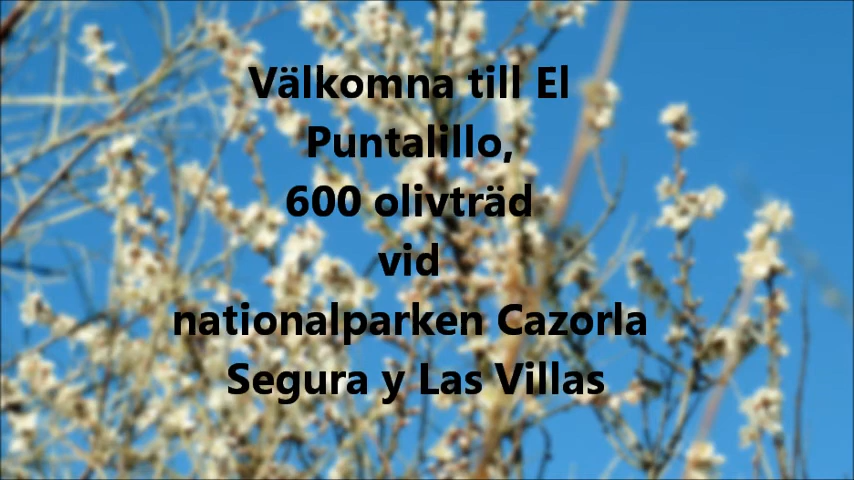 Välkomna till El
Puntalillo,
600 olivträd
vid
nationalparken Cazorla
Segura y Las Villas